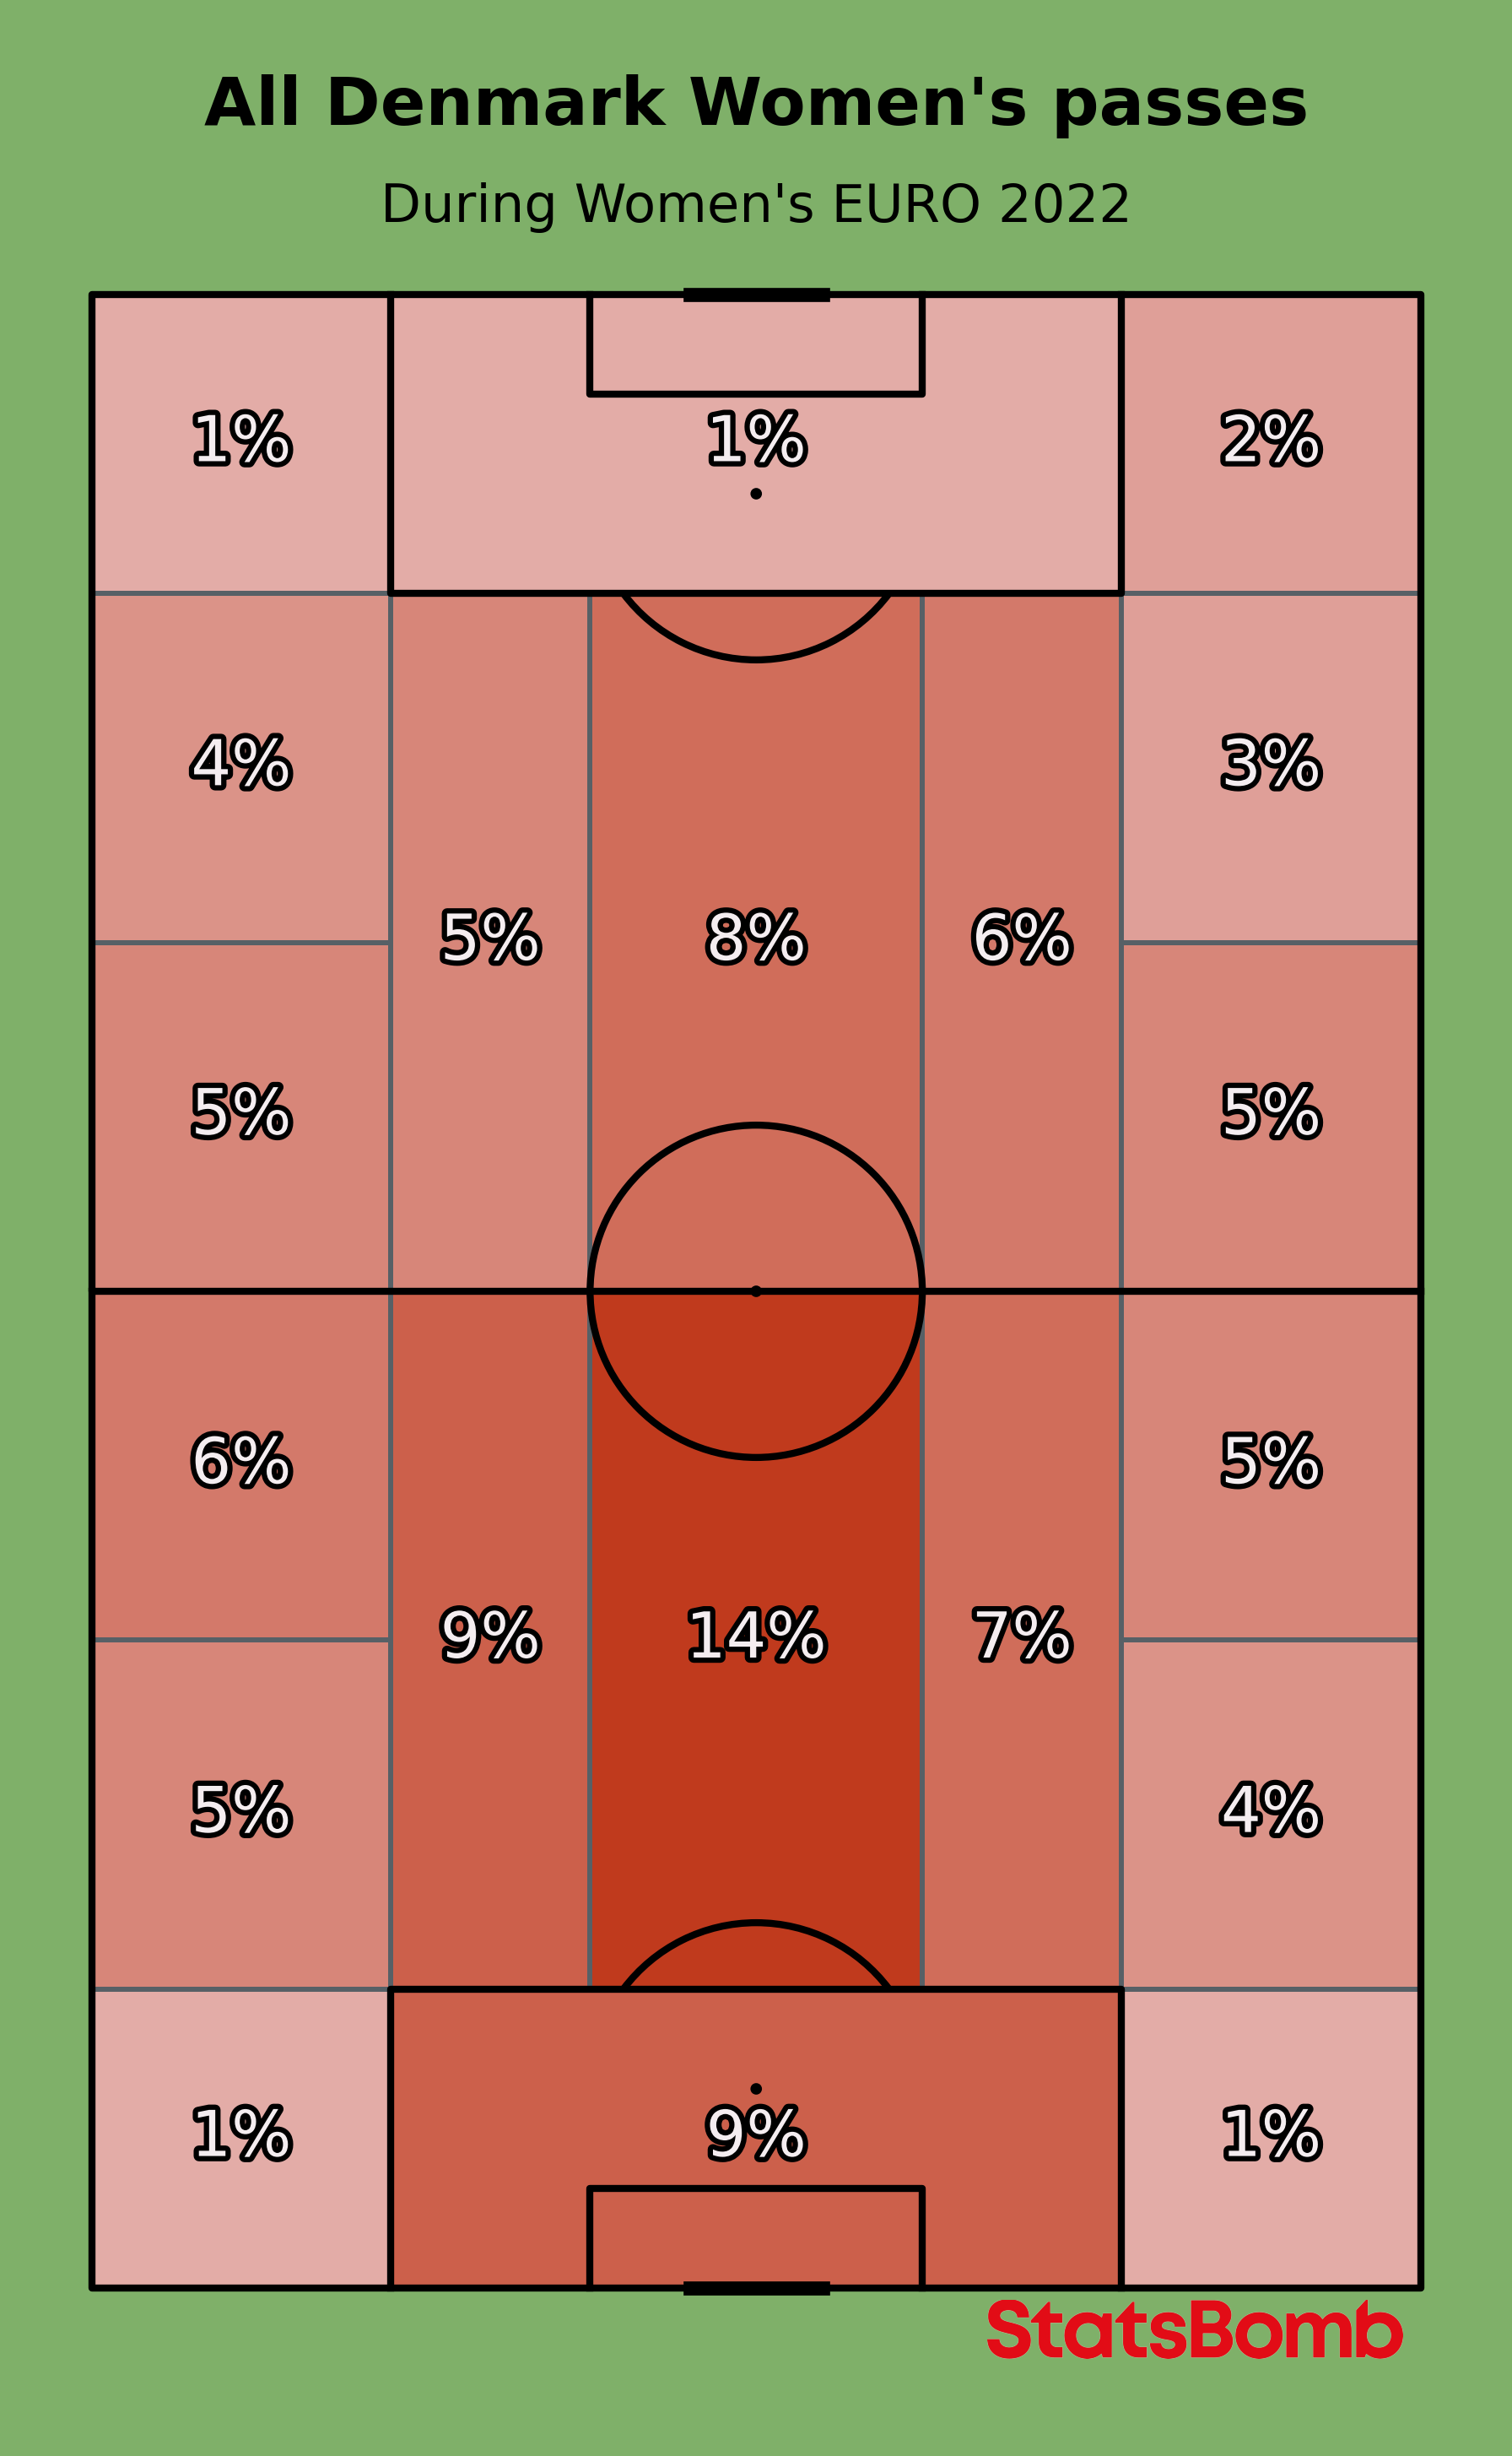 All Denmark Women's passes
During Women's EURO 2022
1% 1% 2%
4% 3%
5% 8% 6%
5% 5%
6% 5%
9% 14% 7%
5% 4%
1% 9% 1%
StatsBomb